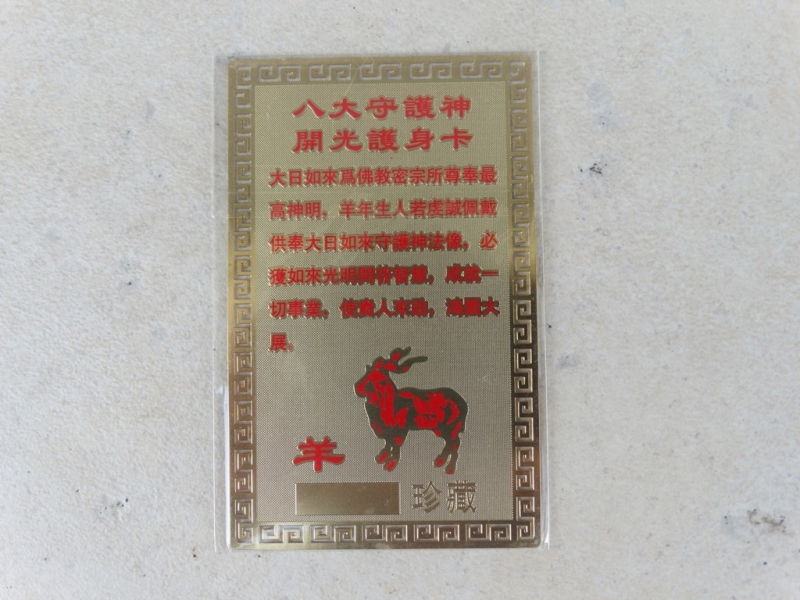 八大守護神
開光護身卡
大日如來爲佛教密宗所尊奉最
高神明，羊年生人若虔誠佩戴
供奉大日如來守護神法像，必
獲如來光明開啓智慧，成就一
切事業，使貴人來助，鴻圖大
展。
羊
珍藏